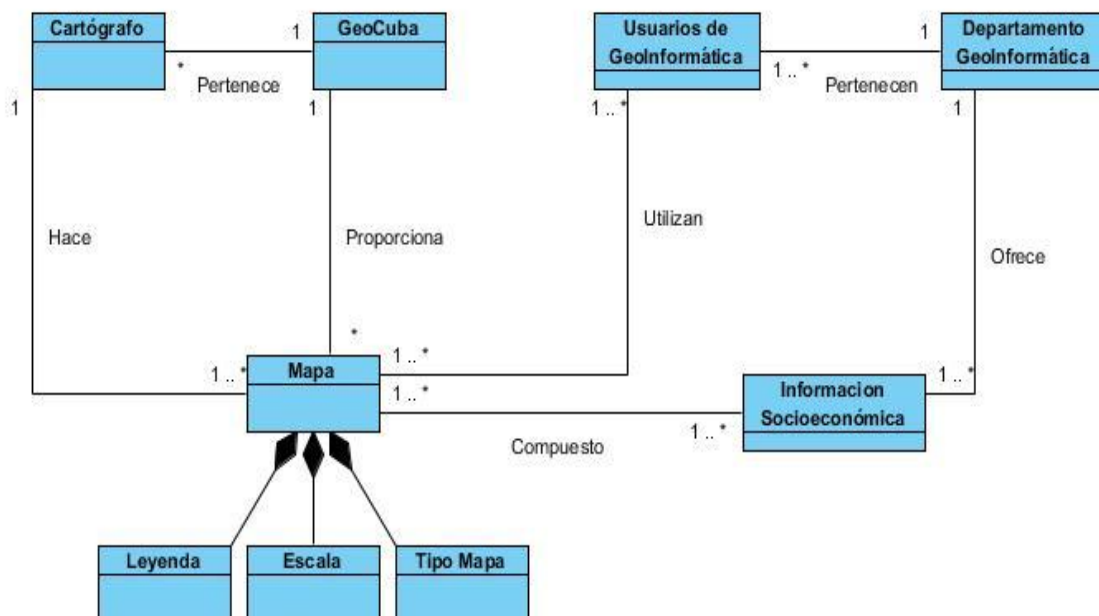 Cartógrafo
1
GeoCuba
Usuarios de
GeoInformática
1
Departamento
GeoInformática
*
Pertenece
1 .. *
Pertenecen
1
1
1 .. *
1
Hace
Proporciona
Utilizan
Ofrece
*
1 .. *
1 .. *
Mapa
1 .. *
Informacion
Socioeconómica
1 .. *
1 .. *
Compuesto
Leyenda
Escala
Tipo Mapa